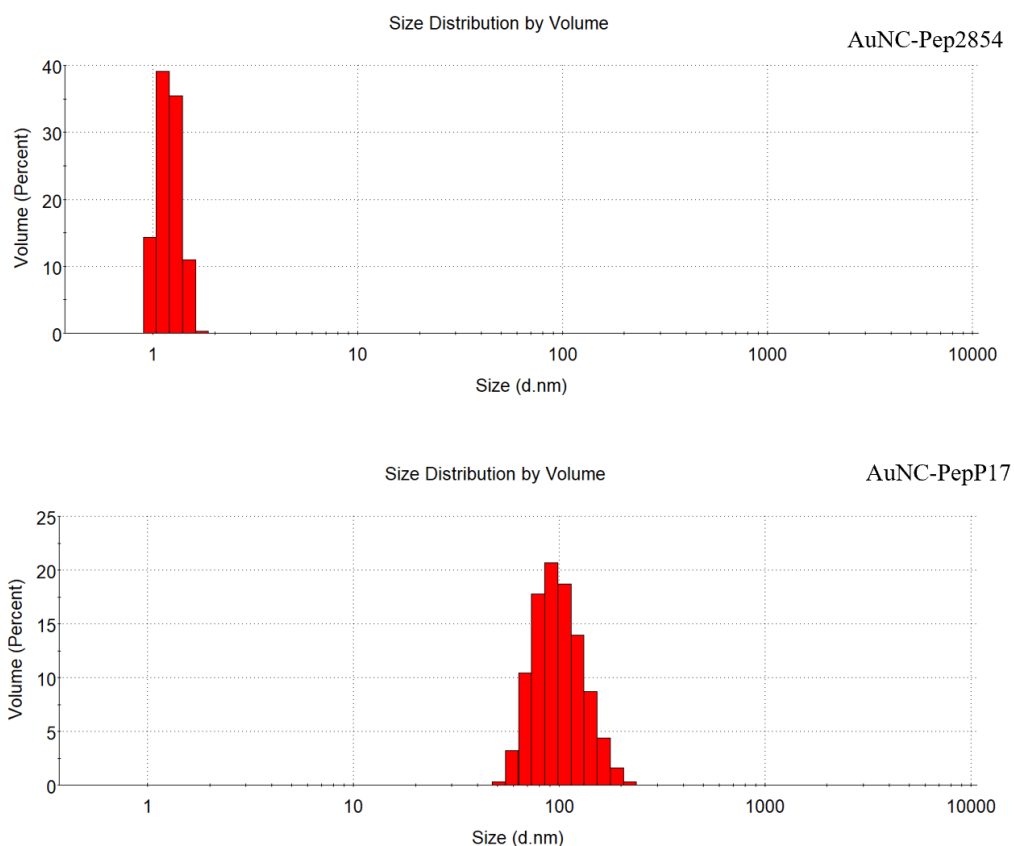 Size Distribution by Volume
AuNC-Pep2854
40
30
20
10
0
Volume (Percent)
1 10 100 1000 10000
Size (d.nm)
Size Distribution by Volume
AuNC-PepP17
25
20
15
10
5
0
Volume (Percent)
1 10 100 1000 10000
Size (d.nm)